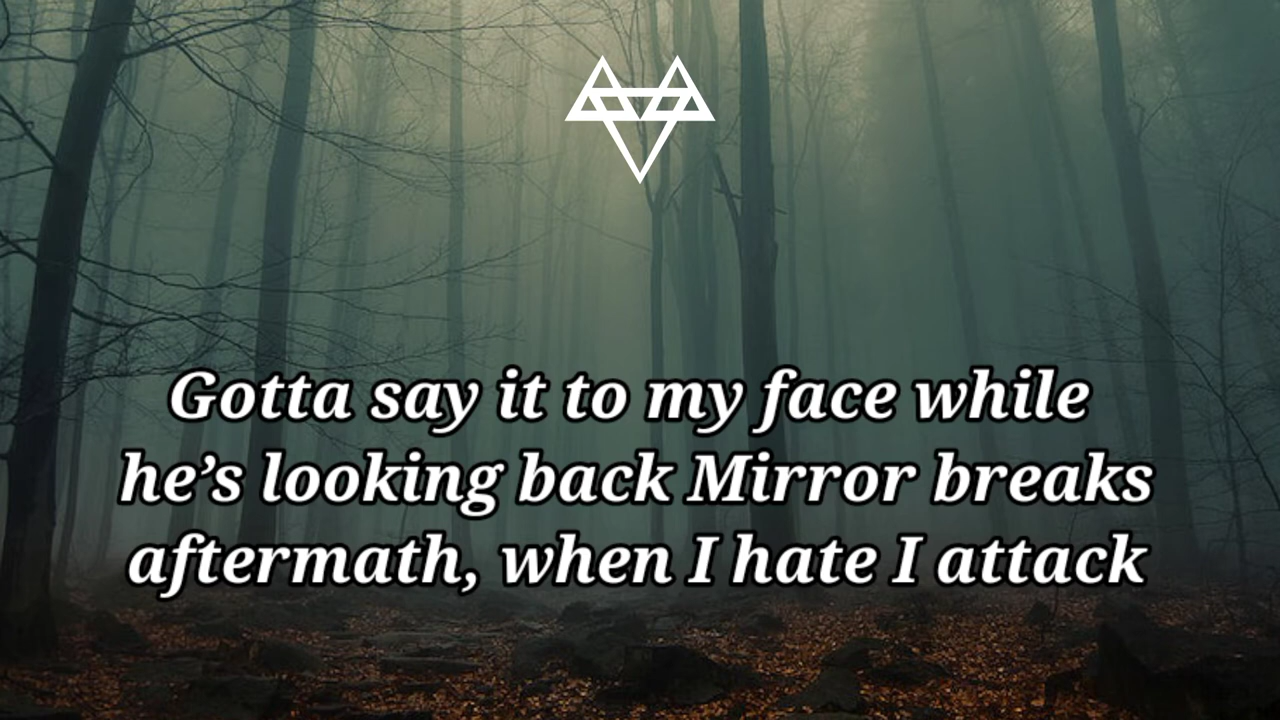 Gotta say it to my face while
he’s looking back Mirror breaks
aftermath, when I hate I attack